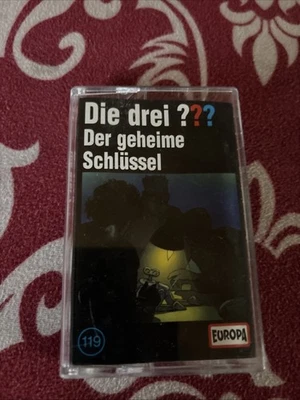 Die drei ???
Der geheime
Schlüssel
119
EUROPA